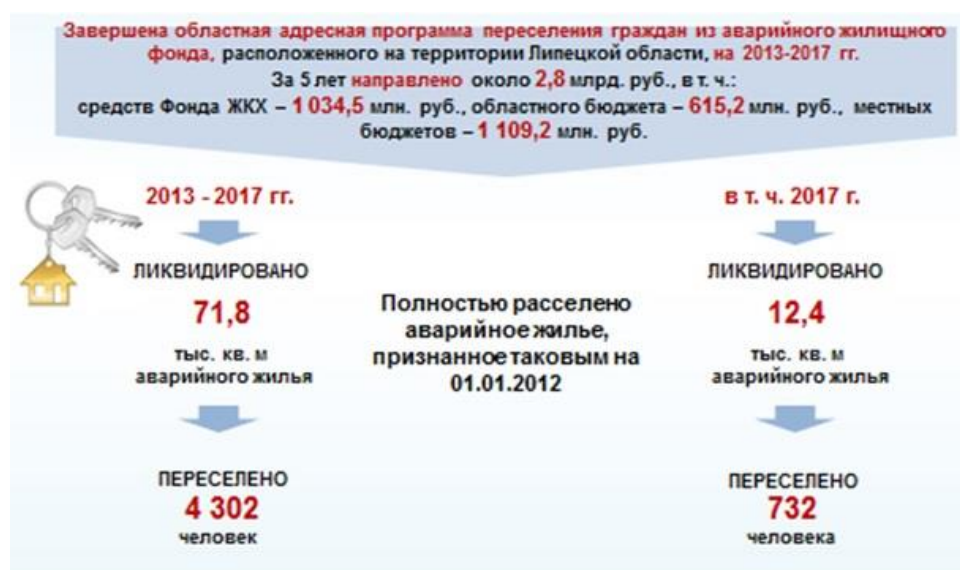 Завершена областная адресная программа переселения граждан из аварийного жилищного
фонда, расположенного на территории Липецкой области, на 2013-2017 гг.
За 5 лет направлено около 2,8 млрд. руб., в т. ч.:
средств Фонда ЖКХ – 1 034,5 млн. руб., областного бюджета – 615,2 млн. руб., местных
бюджетов – 1 109,2 млн. руб.
2013 - 2017 гг.
ЛИКВИДИРОВАНО
71,8
тыс. кв. м
аварийного жилья
ПЕРЕСЕЛЕНО
4 302
человек
Полностью расселено
аварийное жилье,
признанное таковым на
01.01.2012
в т. ч. 2017 г.
ЛИКВИДИРОВАНО
12,4
тыс. кв. м
аварийного жилья
ПЕРЕСЕЛЕНО
732
человека